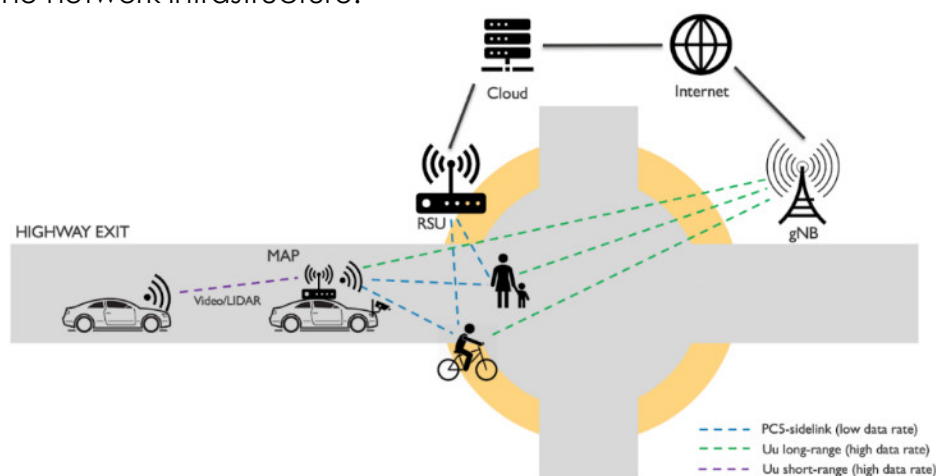 Cloud
Internet
RSU
gNB
HIGHWAY EXIT
MAP
Video/LIDAR
PC5-sidelink (low data rate)
Uu long-range (high data rate)
Uu short-range (high data rate)